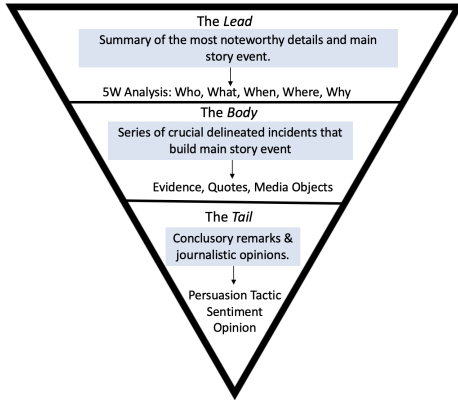 The Lead
Summary of the most noteworthy details and main
story event.
5W Analysis: Who, What, When, Where, Why
The Body
Series of crucial delineated incidents that
build main story event
Evidence, Quotes, Media Objects
The Tail
Conclusory remarks &
journalistic opinions.
Persuasion Tactic
Sentiment
Opinion